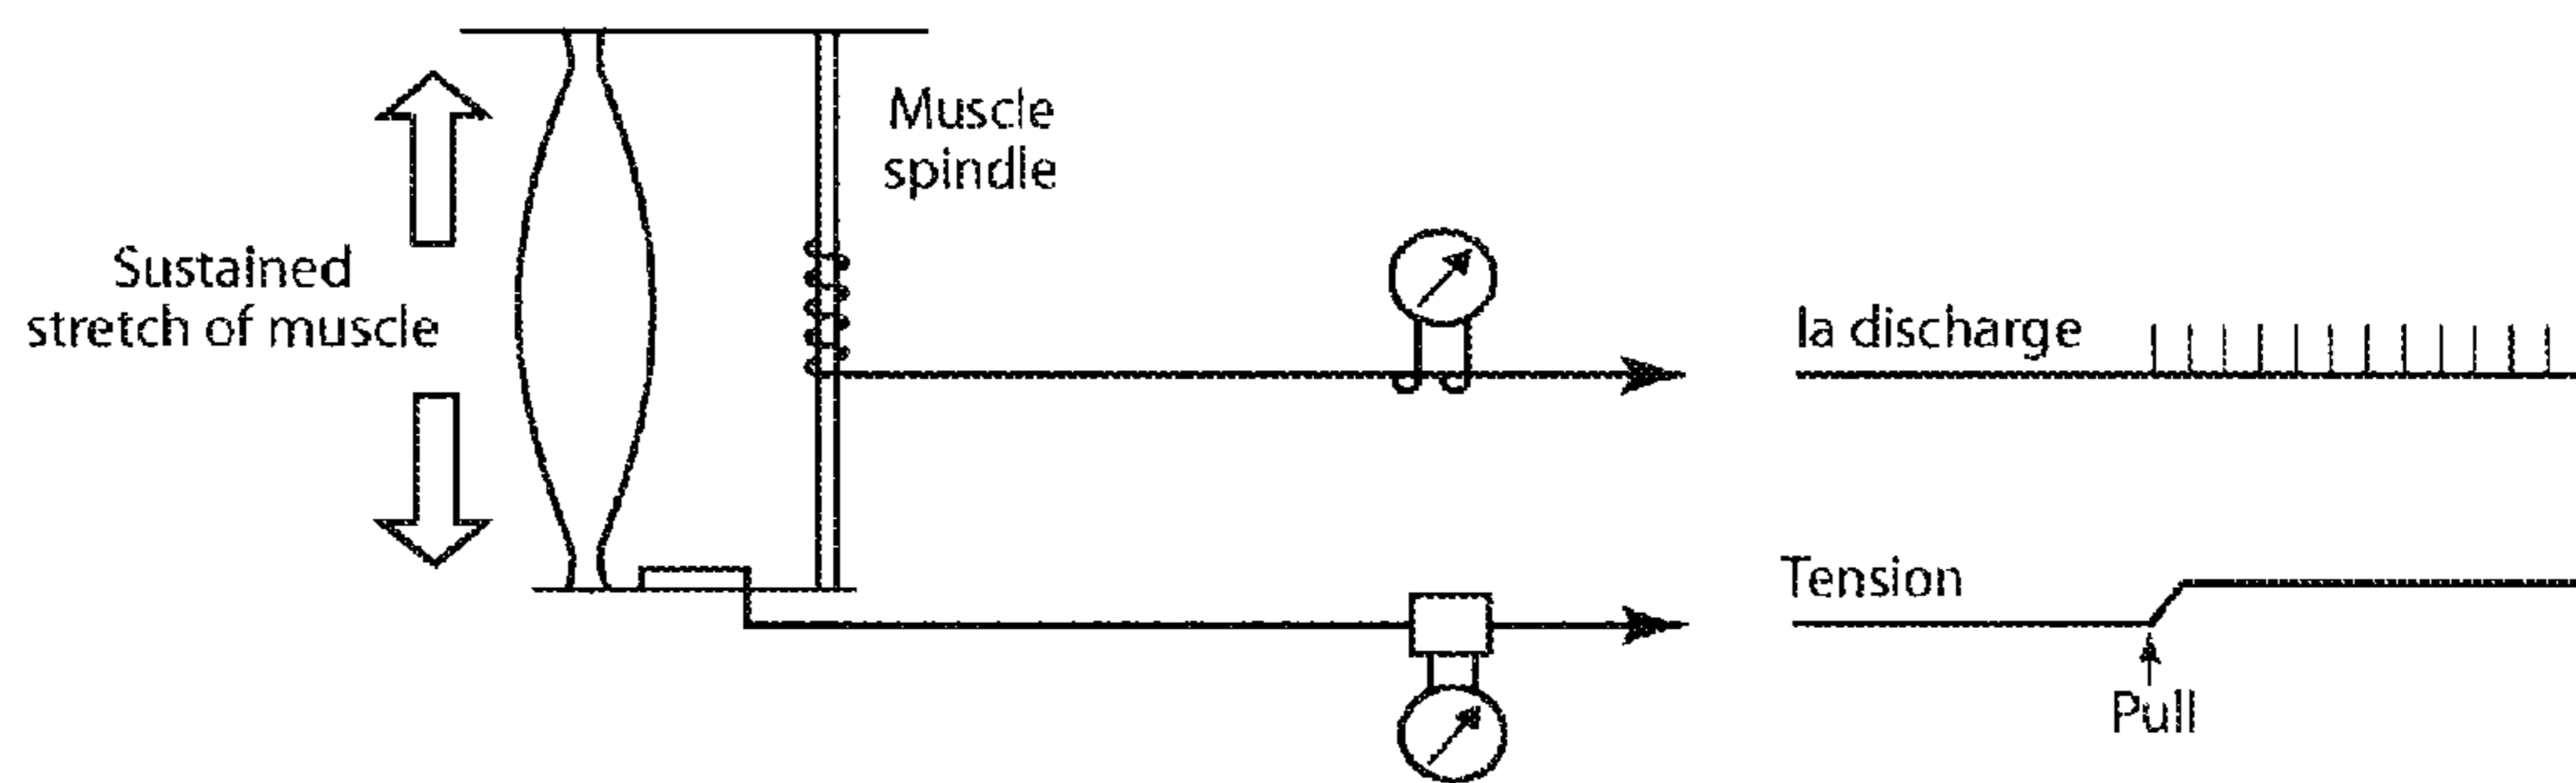 Muscle
spindle
Sustained
stretch of muscle
Ia discharge
Tension
Pull